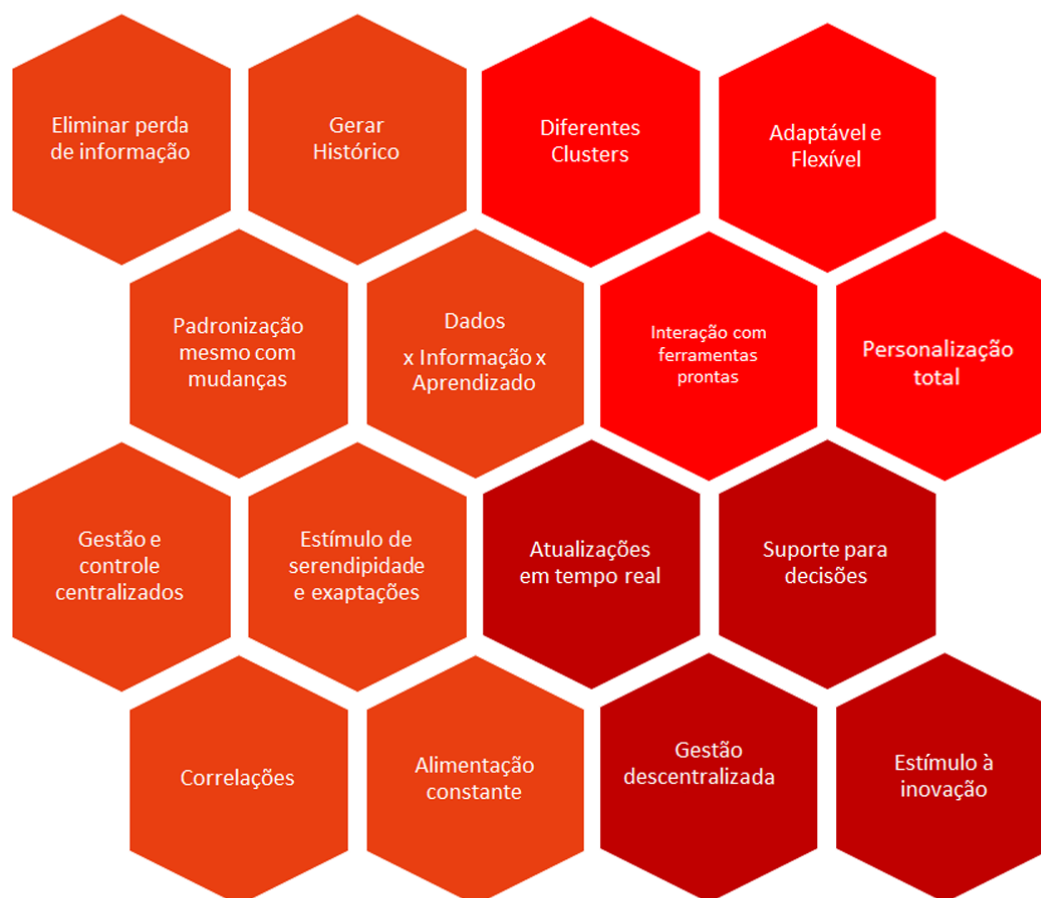 Eliminar perda
de informação
Gerar
Histórico
Diferentes
Clusters
Adaptável e
Flexível
Padronização
mesmo com
mudanças
Dados
x Informação x
Aprendizado
Interação com
ferramentas
prontas
Personalização
total
Gestão e
controle
centralizados
Estímulo de
serendipidade
e exaptações
Atualizações
em tempo real
Suporte para
decisões
Correlações
Alimentação
constante
Gestão
descentralizada
Estímulo à
inovação